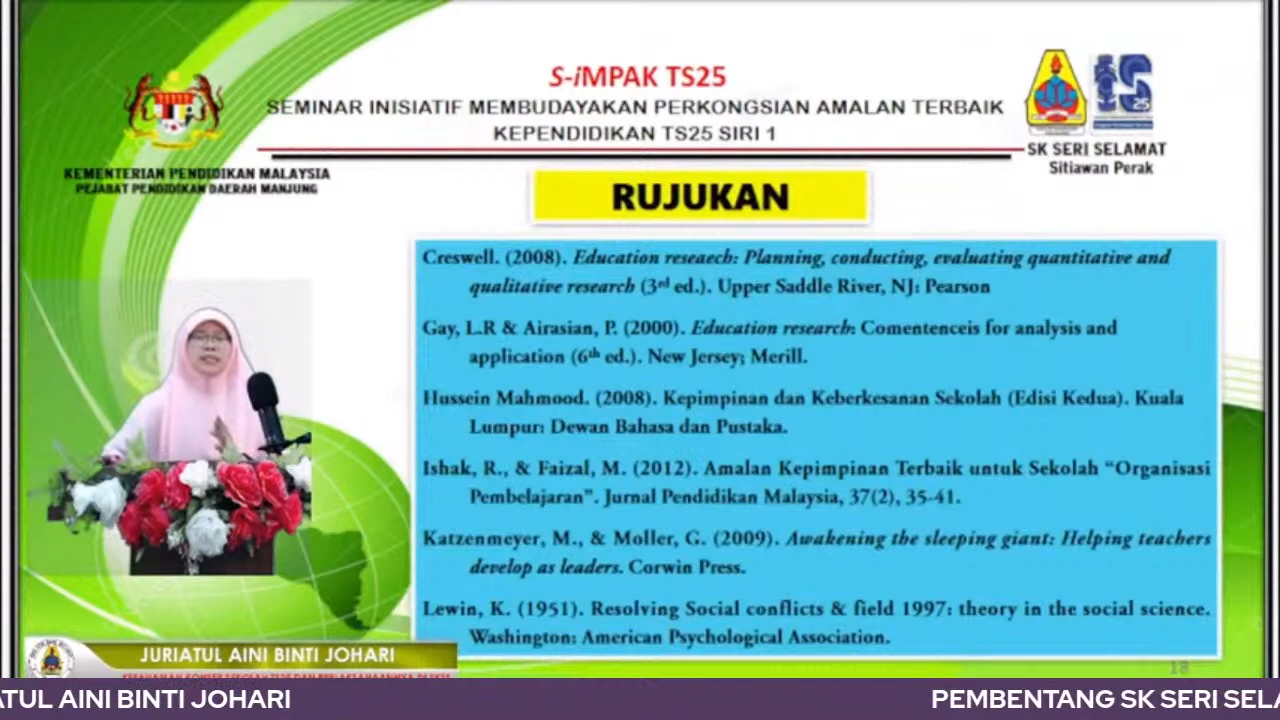 S-iMPAK TS25
SEMINAR INISIATIF MEMBUDAYAKAN PERKONGSIAN AMALAN TERBAIK
KEPENDIDIKAN TS25 SIRI 1
KEMENTERIAN PENDIDIKAN MALAYSIA
PEJABAT PENDIDIKAN DAERAH MANJUNG
IS
25
SK SERI SELAMAT
Sitiawan Perak
RUJUKAN
Creswell. (2008). Education reseaech: Planning, conducting, evaluating quantitative and
qualitative research (3rd ed.). Upper Saddle River, NJ: Pearson
Gay, L.R & Airasian, P. (2000). Education research: Comentenceis for analysis and
application (6th ed.). New Jersey; Merill.
Hussein Mahmood. (2008). Kepimpinan dan Keberkesanan Sekolah (Edisi Kedua). Kuala
Lumpur: Dewan Bahasa dan Pustaka.
Ishak, R., & Faizal, M. (2012). Amalan Kepimpinan Terbaik untuk Sekolah “Organisasi
Pembelajaran”. Jurnal Pendidikan Malaysia, 37(2), 35-41.
Katzenmeyer, M., & Moller, G. (2009). Awakening the sleeping giant: Helping teachers
develop as leaders. Corwin Press.
Lewin, K. (1951). Resolving Social conflicts & field 1997: theory in the social science.
Washington: American Psychological Association.
18
JURIATUL AINI BINTI JOHARI
ATUL AINI BINTI JOHARI
PEMBENTANG SK SERI SELA